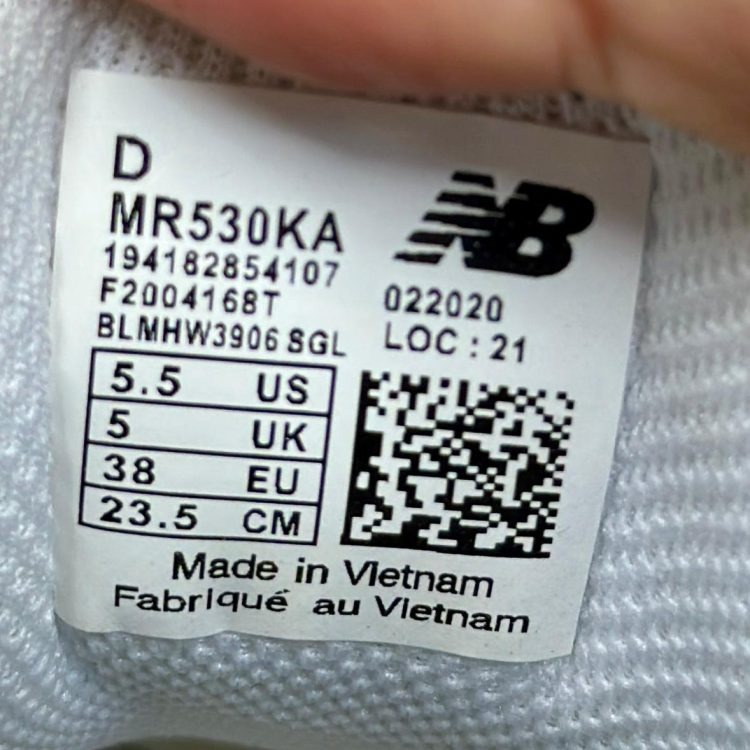 D
MR530KA
194182854107
F2004168T
BLMHW3906 SGL
NB
022020
LOC : 21
5.5 US
5 UK
38 EU
23.5 CM
Made in Vietnam
Fabriqué au Vietnam